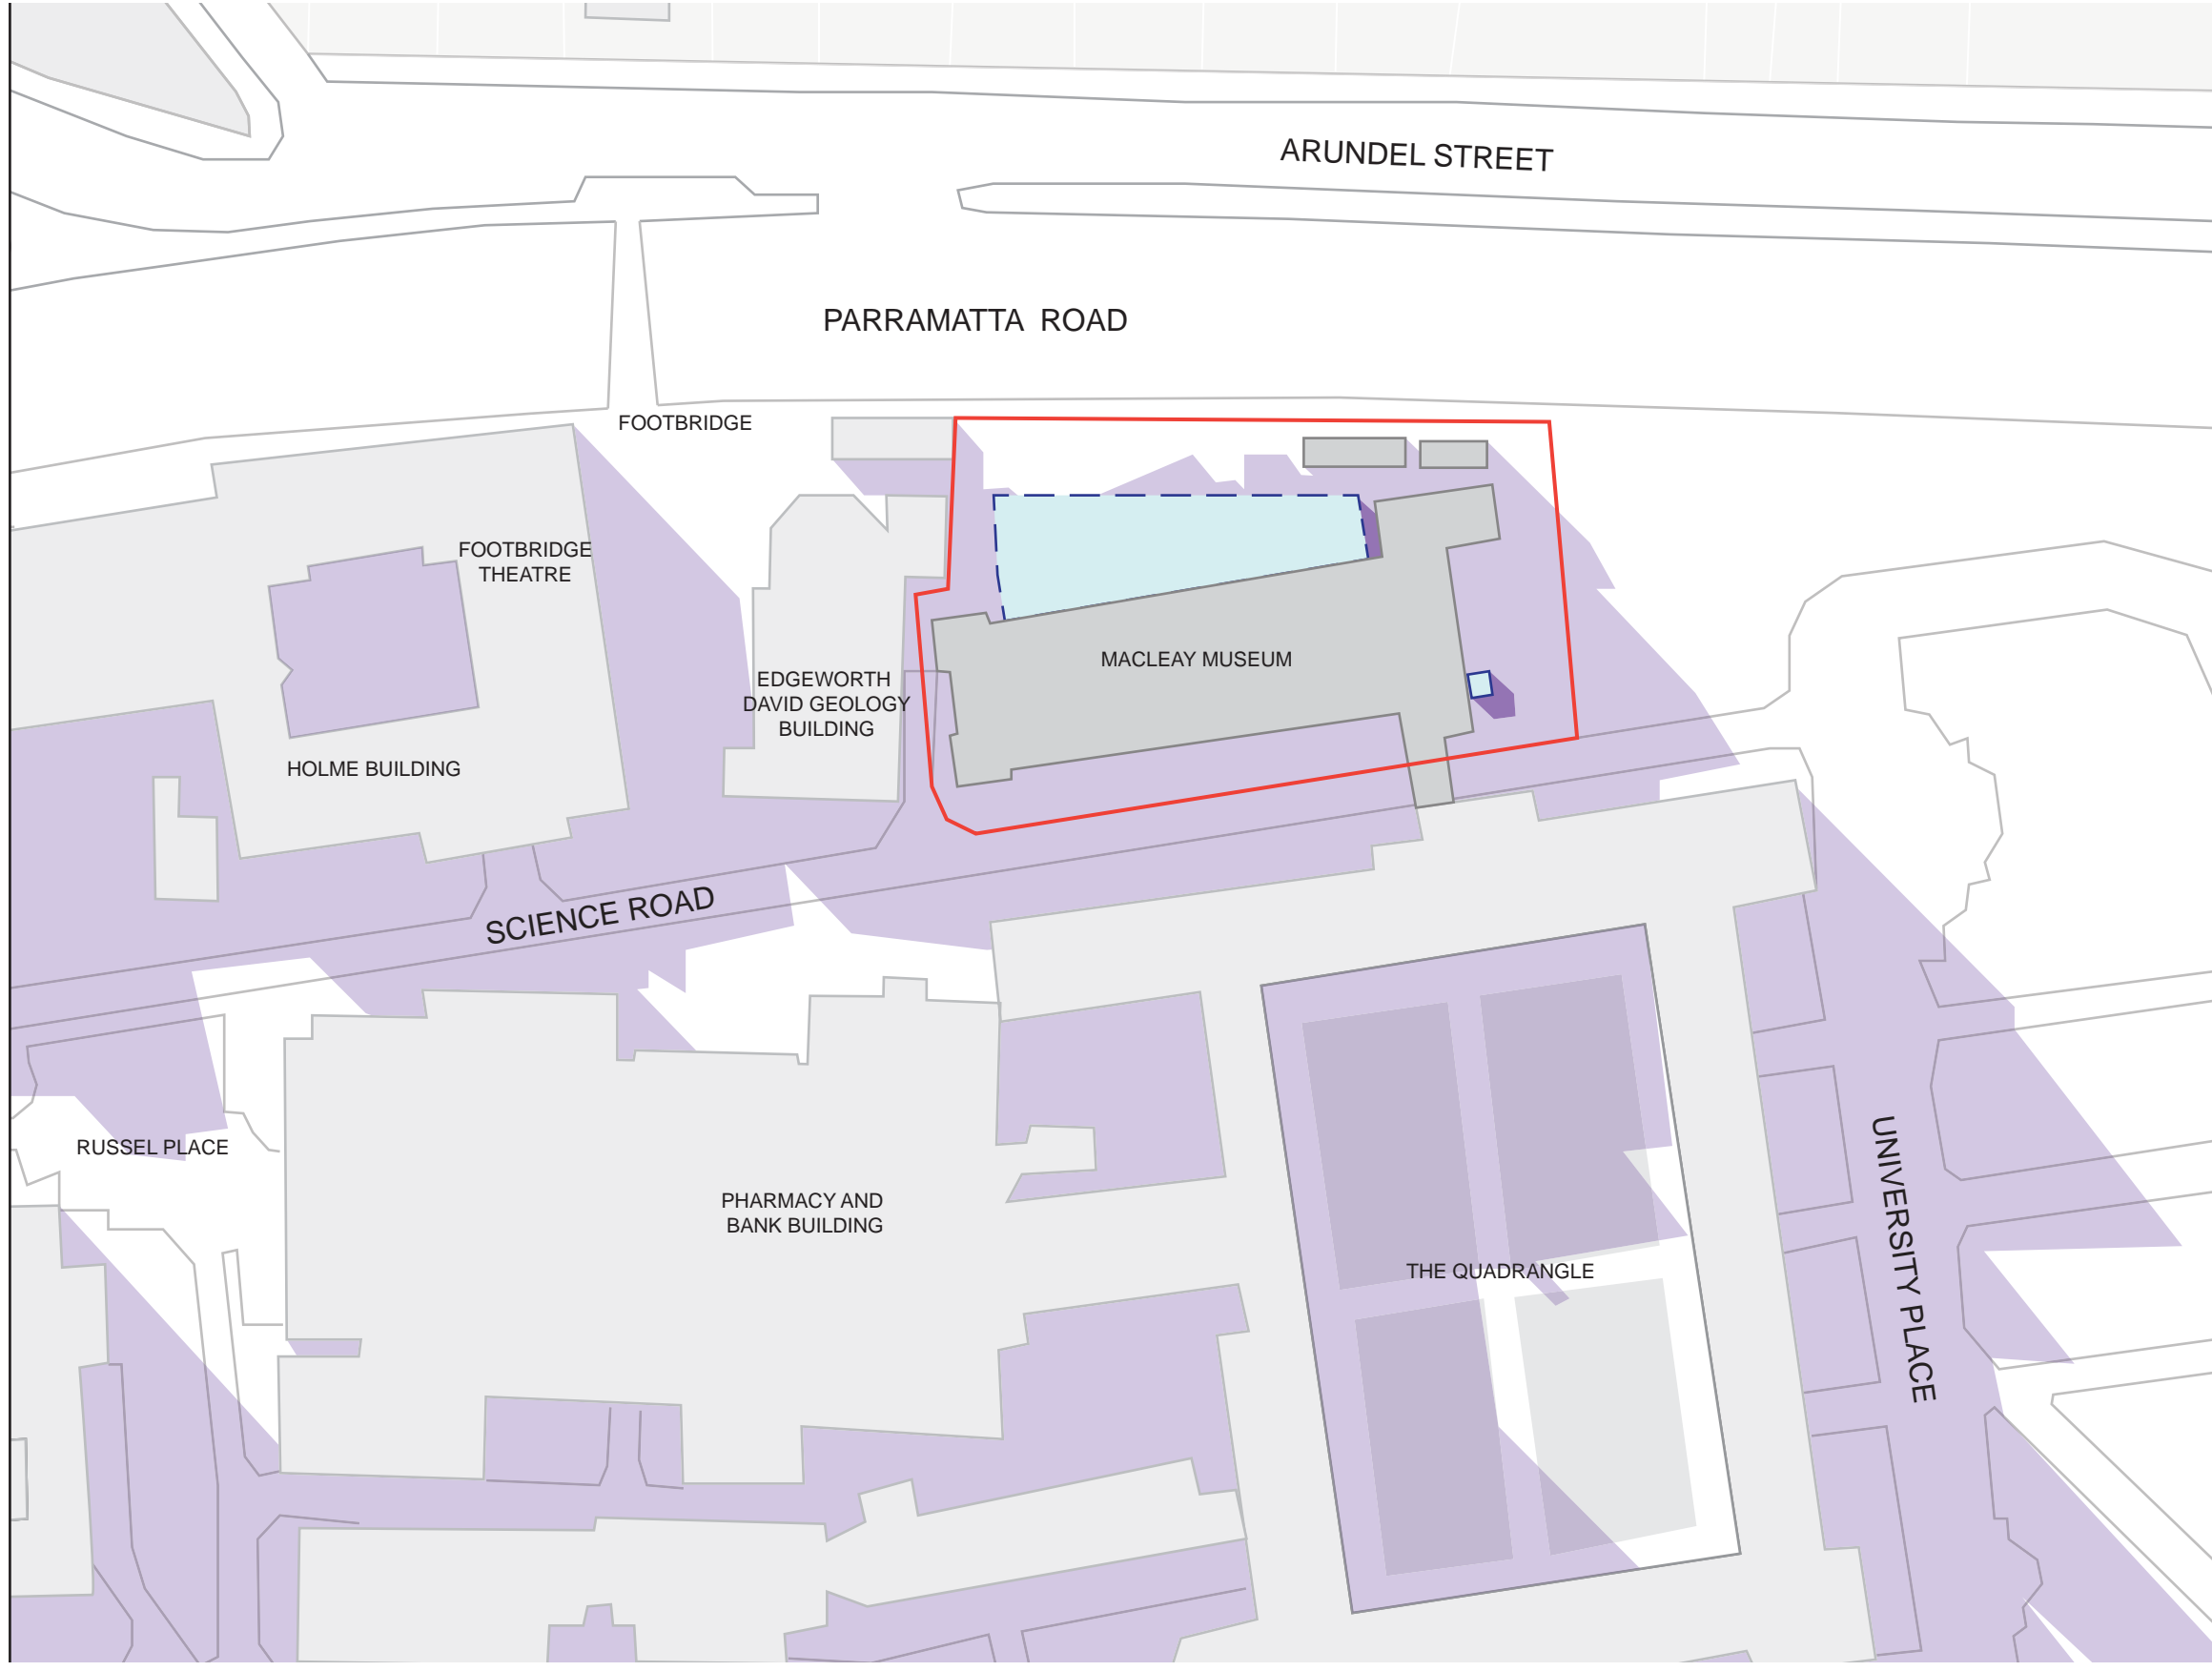 ARUNDEL STREET
PARRAMATTA ROAD
FOOTBRIDGE
FOOTBRIDGE
THEATRE
MACLEAY MUSEUM
EDGEWORTH
DAVID GEOLOGY
BUILDING
HOLME BUILDING
SCIENCE ROAD
RUSSEL PLACE
PHARMACY AND
BANK BUILDING
THE QUADRANGLE
UNIVERSITY PLACE